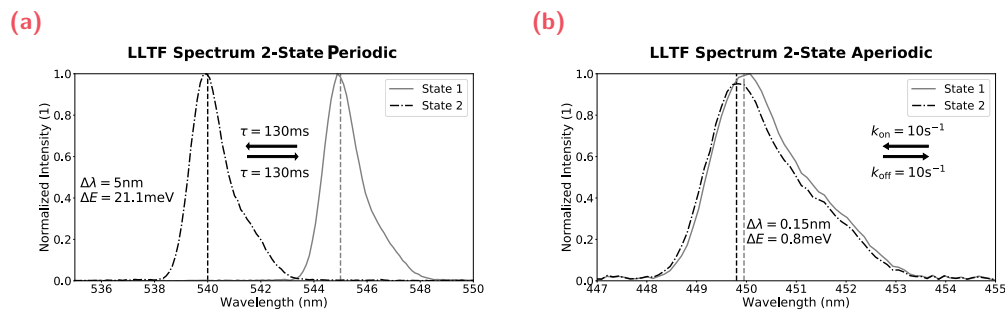 (a)
LLTF Spectrum 2-State Periodic
Normalized Intensity (1)
1.0
0.8
0.6
0.4
0.2
0.0
State 1
State 2
τ = 130ms
τ = 130ms
Δλ = 5nm
ΔE = 21.1meV
536 538 540 542 544 546 548 550
Wavelength (nm)
(b)
LLTF Spectrum 2-State Aperiodic
Normalized Intensity (1)
1.0
0.8
0.6
0.4
0.2
0.0
State 1
State 2
kon = 10s⁻¹
koff = 10s⁻¹
Δλ = 0.15nm
ΔE = 0.8meV
447 448 449 450 451 452 453 454 455
Wavelength (nm)